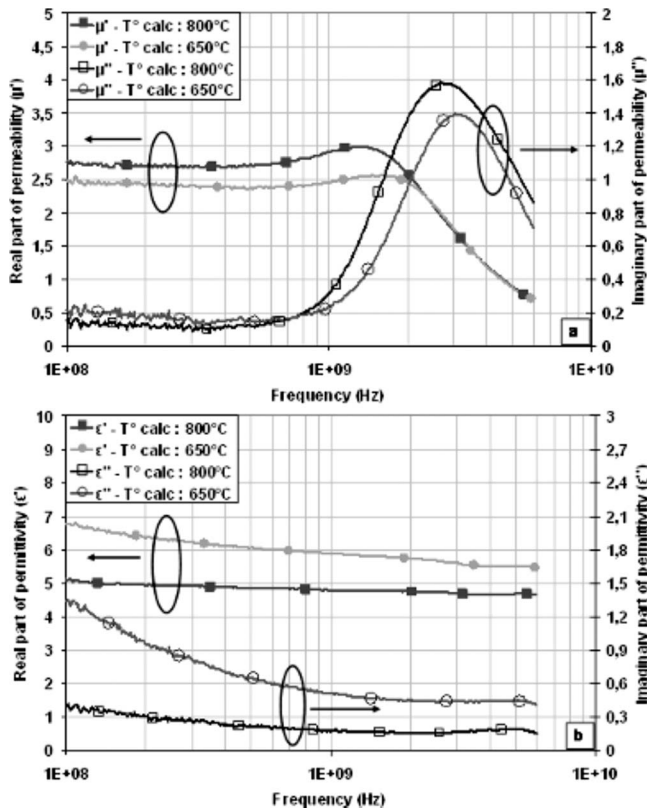 5
4,5
4
3,5
3
2,5
2
1,5
1
0,5
0
Real part of permeability (μ')
μ' - T° calc : 800°C
μ' - T° calc : 650°C
μ'' - T° calc : 800°C
μ'' - T° calc : 650°C
2
1,8
1,6
1,4
1,2
1
0,8
0,6
0,4
0,2
0
Imaginary part of permeability (μ'')
a
1E+08
1E+09
1E+10
Frequency (Hz)
10
9
8
7
6
5
4
3
2
1
0
Real part of permittivity (ε')
ε' - T° calc : 800°C
ε' - T° calc : 650°C
ε'' - T° calc : 800°C
ε'' - T° calc : 650°C
3
2,7
2,4
2,1
1,8
1,5
1,2
0,9
0,6
0,3
0
Imaginary part of permittivity (ε'')
b
1E+08
1E+09
1E+10
Frequency (Hz)